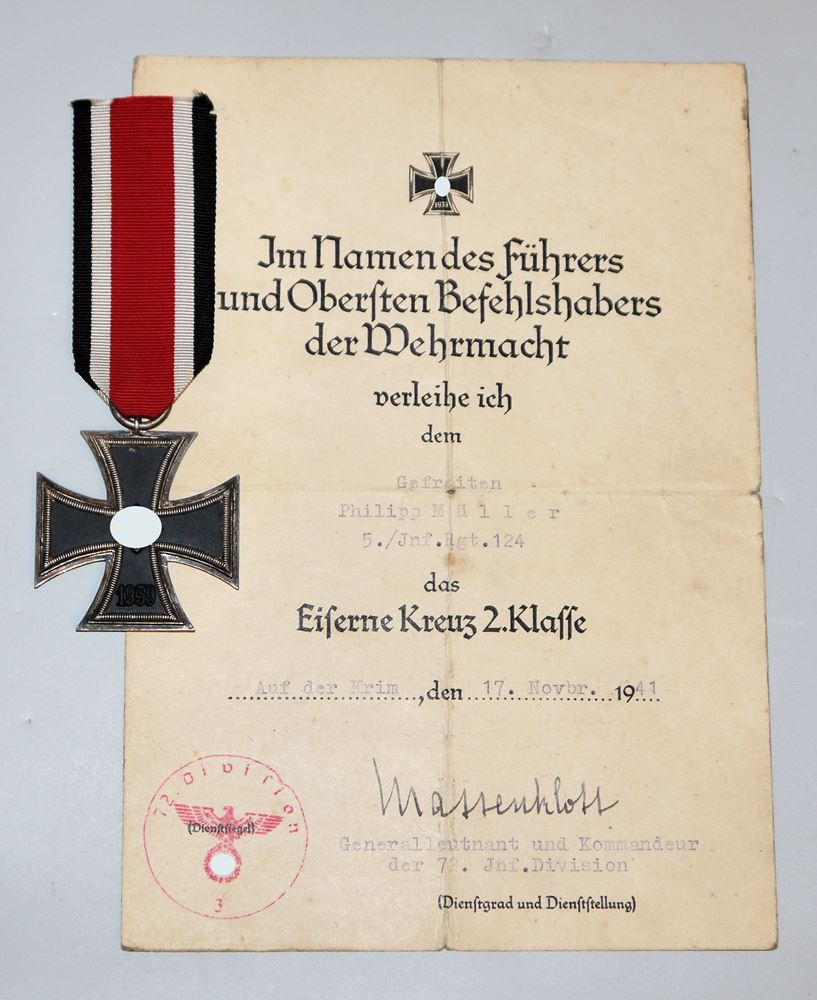 1937
Im Namen des Führers
und Obersten Befehlshabers
der Wehrmacht
verleihe ich
dem
Gefreiten
Philipp M ü l l e r
5./Jnf.Rgt.124
1939
das
Eiserne Kreuz 2.Klasse
Auf der Krim , den 17. Novbr. 1941
72. Division
(Dienstsiegel)
3
Generalleutnant und Kommandeur
der 72. Jnf.Division
(Dienstgrad und Dienststellung)